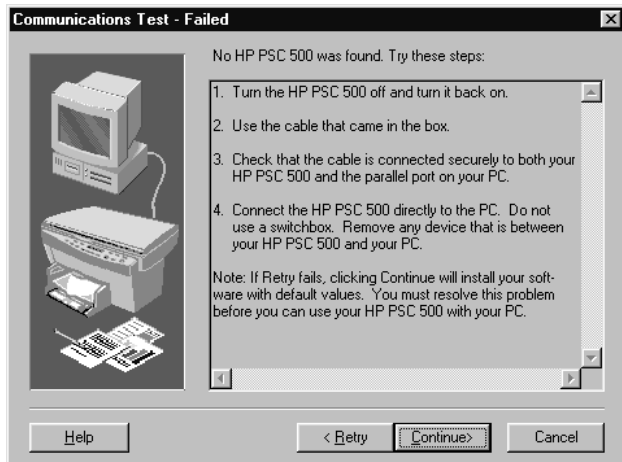 Communications Test - Failed
No HP PSC 500 was found. Try these steps:
1. Turn the HP PSC 500 off and turn it back on.
2. Use the cable that came in the box.
3. Check that the cable is connected securely to both your
HP PSC 500 and the parallel port on your PC.
4. Connect the HP PSC 500 directly to the PC. Do not
use a switchbox. Remove any device that is between
your HP PSC 500 and your PC.
Note: If Retry fails, clicking Continue will install your soft-
ware with default values. You must resolve this problem
before you can use your HP PSC 500 with your PC.
Help
< Retry
Continue>
Cancel